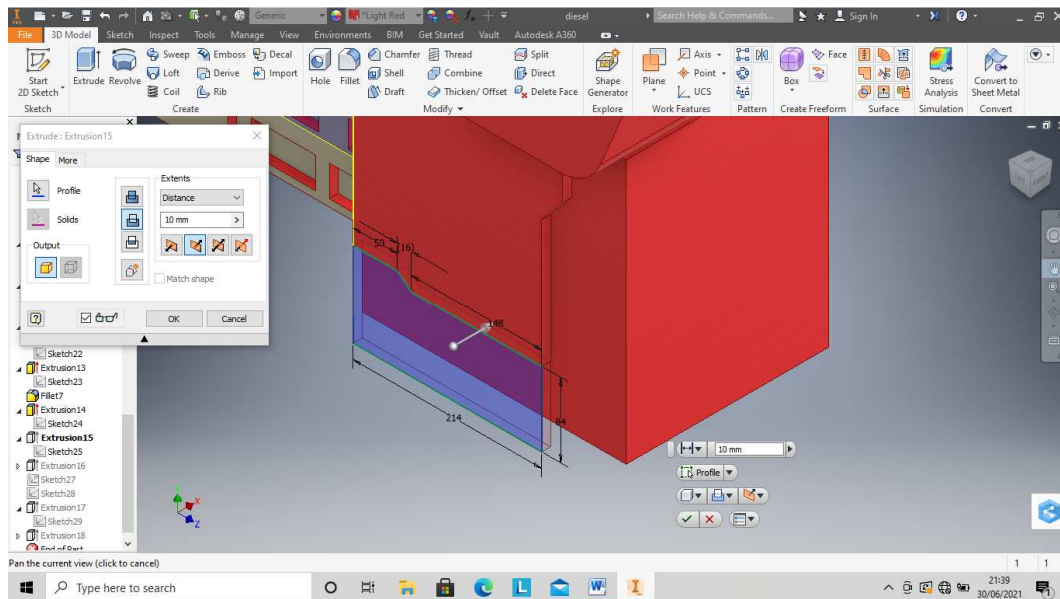 Generic
*Light Red
diesel
Search Help & Commands...
Sign In
File 3D Model Sketch Inspect Tools Manage View Environments BIM Get Started Vault Autodesk A360
Start 2D Sketch
Extrude Revolve
Sweep Emboss Decal
Loft Derive Import
Coil Rib
Hole Fillet
Chamfer Thread Split
Shell Combine Direct
Draft Thicken/ Offset Delete Face
Shape Generator
Plane
Axis
Point
UCS
Box
Face
Stress Analysis
Convert to Sheet Metal
Sketch Create Modify Explore Work Features Pattern Create Freeform Surface Simulation Convert
Extrude : Extrusion15
Shape More
Profile
Solids
Output
Extents
Distance
10 mm
Match shape
OK Cancel
Sketch22
Extrusion13
Sketch23
Fillet7
Extrusion14
Sketch24
Extrusion15
Sketch25
Extrusion16
Sketch27
Sketch28
Extrusion17
Sketch29
Extrusion18
End of Part
50
(16)
148
214
84
10 mm
Profile
X
Z
Pan the current view (click to cancel)
1 1
Type here to search
21:39
30/06/2021